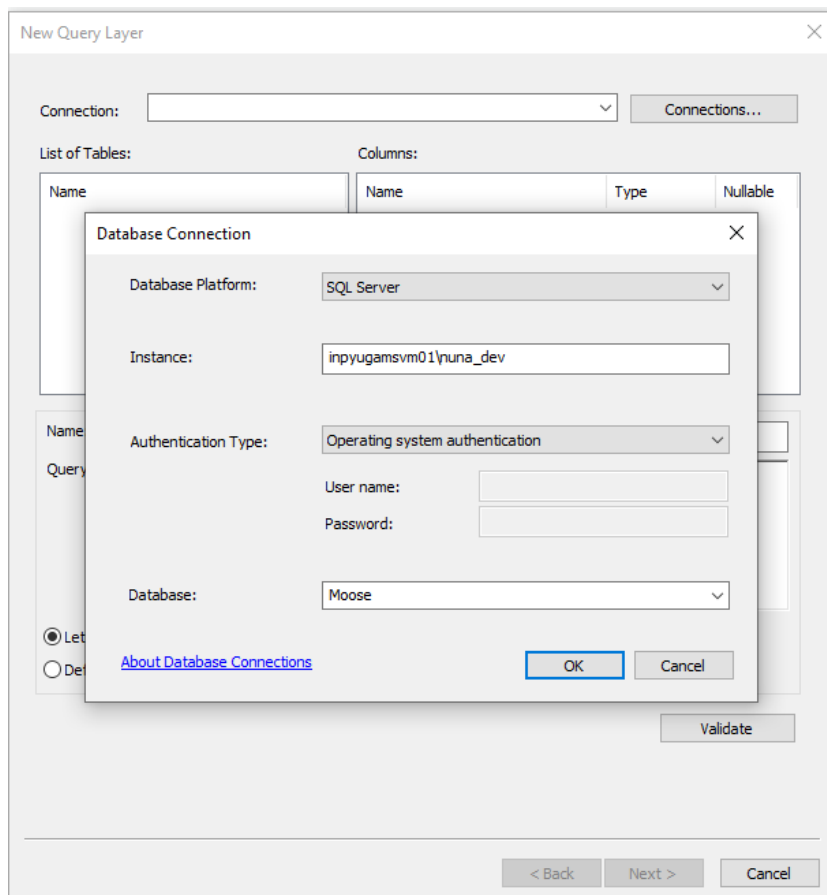 New Query Layer
Connection:
Connections...
List of Tables:
Columns:
Name
Name
Type
Nullable
Database Connection
Database Platform:
SQL Server
Instance:
inpyugamsvm01\nuna_dev
Name
Authentication Type:
Operating system authentication
Query
User name:
Password:
Database:
Moose
Let
About Database Connections
OK
Cancel
Validate
< Back
Next >
Cancel